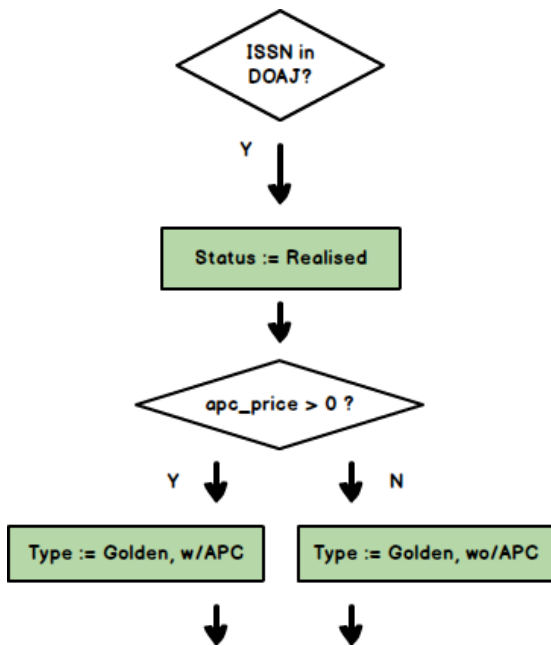 ISSN in
DOAJ?
Y
Status := Realised
apc_price > 0 ?
Y
N
Type := Golden, w/APC
Type := Golden, wo/APC